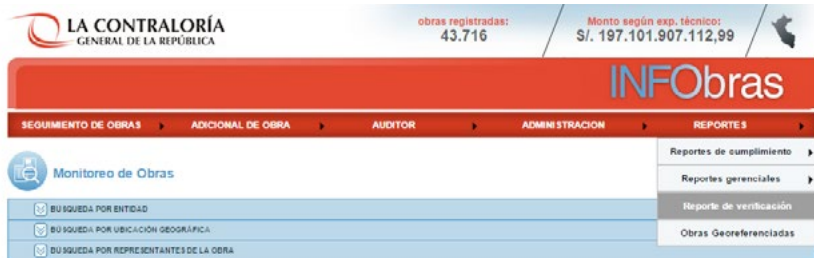 LA CONTRALORÍA
GENERAL DE LA REPÚBLICA
obras registradas:
43.716
Monto según exp. técnico:
S/. 197.101.907.112,99
INFObras
SEGUIMIENTO DE OBRAS
ADICIONAL DE OBRA
AUDITOR
ADMINISTRACION
REPORTES
Reportes de cumplimiento
Reportes gerenciales
Reporte de verificación
Obras Georeferenciadas
Monitoreo de Obras
BUSQUEDA POR ENTIDAD
BUSQUEDA POR UBICACIÓN GEOGRÁFICA
BUSQUEDA POR REPRESENTANTES DE LA OBRA